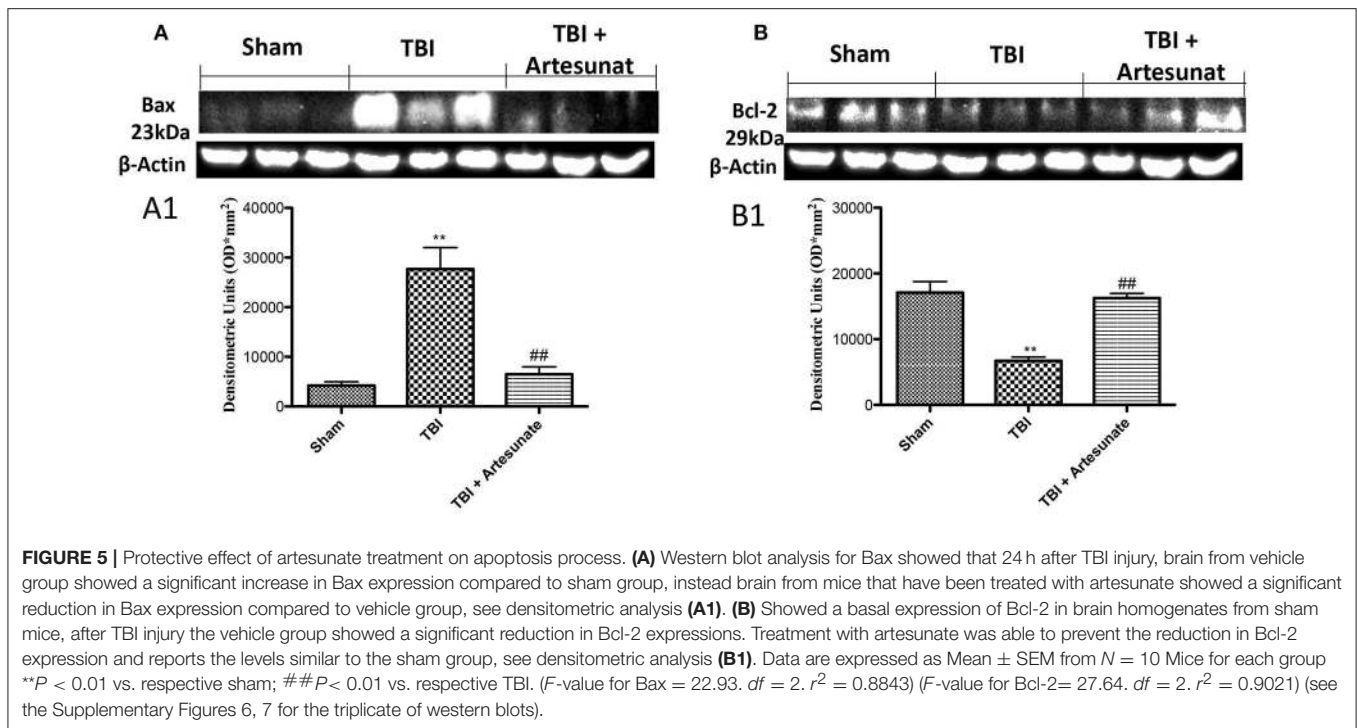 A
Sham
TBI
TBI +
Artesunat
Bax
23kDa
β-Actin
A1
Densitometric Units (OD*mm²)
40000
30000
20000
10000
0
**
##
Sham
TBI
TBI + Artesunate
B
Sham
TBI
TBI +
Artesunat
Bcl-2
29kDa
β-Actin
B1
Densitometric Units (OD*mm²)
30000
20000
10000
0
**
##
Sham
TBI
TBI + Artesunate
FIGURE 5 | Protective effect of artesunate treatment on apoptosis process. (A) Western blot analysis for Bax showed that 24 h after TBI injury, brain from vehicle
group showed a significant increase in Bax expression compared to sham group, instead brain from mice that have been treated with artesunate showed a significant
reduction in Bax expression compared to vehicle group, see densitometric analysis (A1). (B) Showed a basal expression of Bcl-2 in brain homogenates from sham
mice, after TBI injury the vehicle group showed a significant reduction in Bcl-2 expressions. Treatment with artesunate was able to prevent the reduction in Bcl-2
expression and reports the levels similar to the sham group, see densitometric analysis (B1). Data are expressed as Mean ± SEM from N = 10 Mice for each group
**P < 0.01 vs. respective sham; ##P< 0.01 vs. respective TBI. (F-value for Bax = 22.93. df = 2. r² = 0.8843) (F-value for Bcl-2= 27.64. df = 2. r² = 0.9021) (see
the Supplementary Figures 6, 7 for the triplicate of western blots).